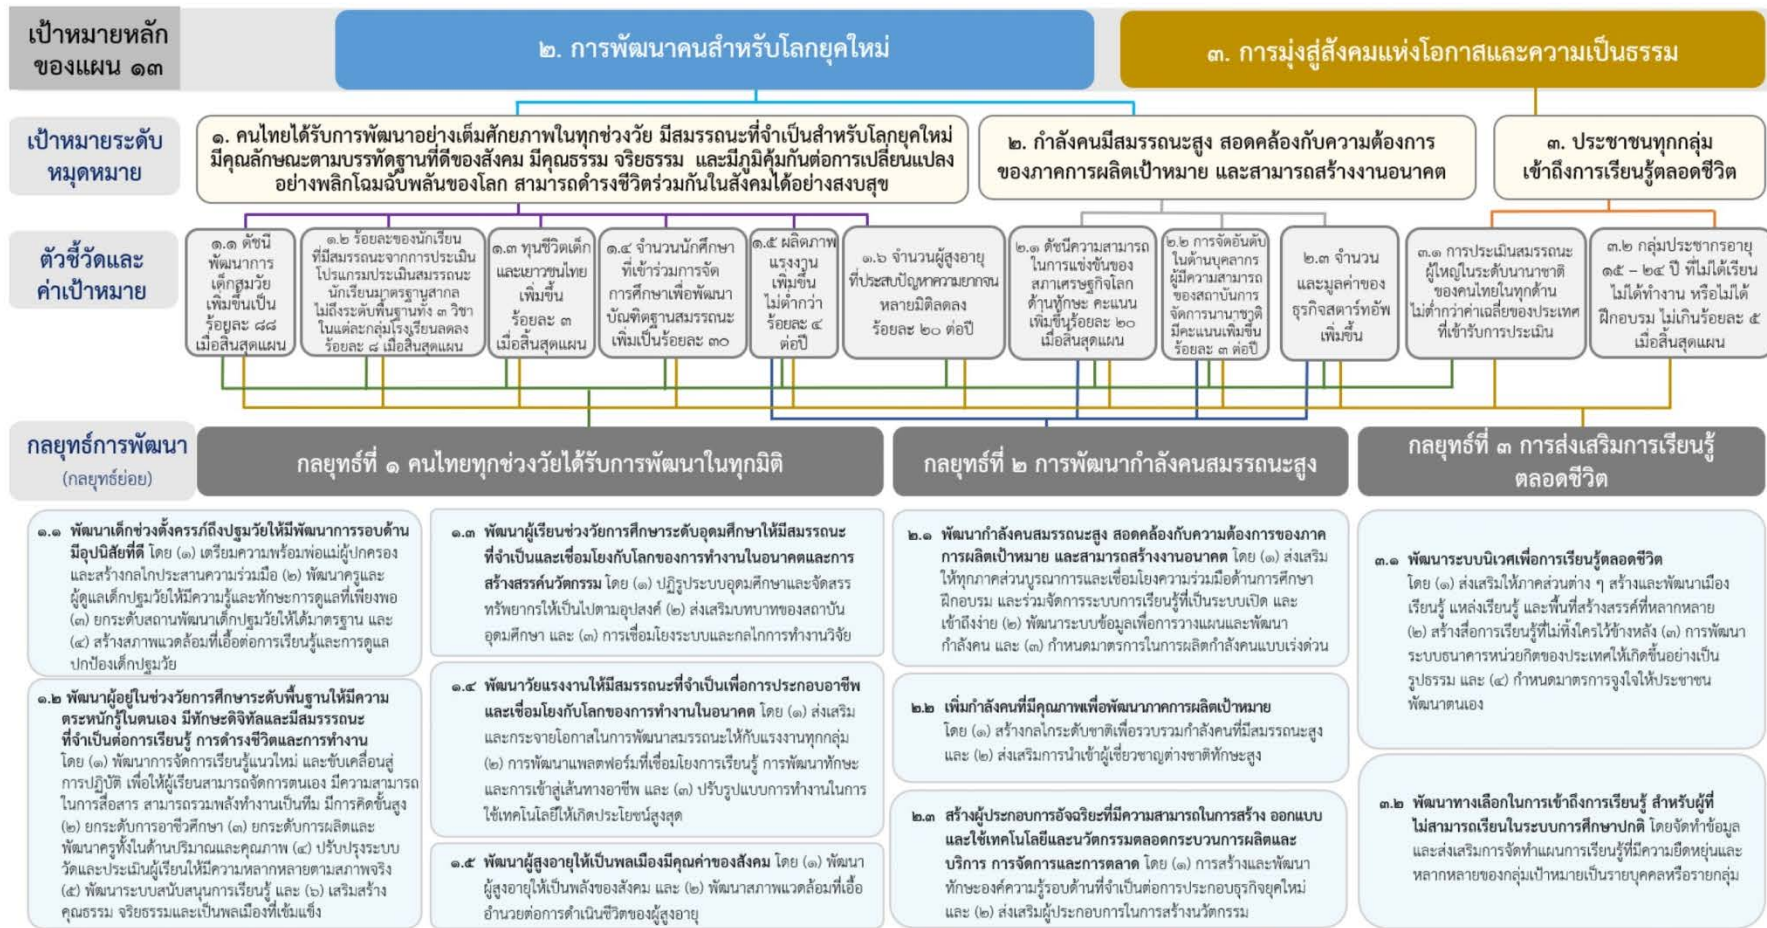 เป้าหมายหลัก
ของแผน ๑๓
๒. การพัฒนาคนสำหรับโลกยุคใหม่
๓. การมุ่งสู่สังคมแห่งโอกาสและความเป็นธรรม
เป้าหมายระดับ
หมุดหมาย
๑. คนไทยได้รับการพัฒนาอย่างเต็มศักยภาพในทุกช่วงวัย มีสมรรถนะที่จำเป็นสำหรับโลกยุคใหม่
มีคุณลักษณะตามบรรทัดฐานที่ดีของสังคม มีคุณธรรม จริยธรรม และมีภูมิคุ้มกันต่อการเปลี่ยนแปลง
อย่างพลิกโฉมฉับพลันของโลก สามารถดำรงชีวิตร่วมกันในสังคมได้อย่างสงบสุข
๒. กำลังคนมีสมรรถนะสูง สอดคล้องกับความต้องการ
ของภาคการผลิตเป้าหมาย และสามารถสร้างงานอนาคต
๓. ประชาชนทุกกลุ่ม
เข้าถึงการเรียนรู้ตลอดชีวิต
ตัวชี้วัดและ
ค่าเป้าหมาย
๑.๑ ดัชนี
พัฒนาการ
เด็กสมวัย
เพิ่มขึ้นเป็น
ร้อยละ ๘๘
เมื่อสิ้นสุดแผน
๑.๒ ร้อยละของนักเรียน
ที่มีสมรรถนะจากการประเมิน
โปรแกรมประเมินสมรรถนะ
นักเรียนมาตรฐานสากล
ไม่ถึงระดับพื้นฐานทั้ง ๓ วิชา
ในแต่ละกลุ่มโรงเรียนลดลง
ร้อยละ ๘ เมื่อสิ้นสุดแผน
๑.๓ ทุนชีวิตเด็ก
และเยาวชนไทย
เพิ่มขึ้น
ร้อยละ ๓
เมื่อสิ้นสุดแผน
๑.๔ จำนวนนักศึกษา
ที่เข้าร่วมการจัด
การศึกษาเพื่อพัฒนา
บัณฑิตฐานสมรรถนะ
เพิ่มเป็นร้อยละ ๓๐
๑.๕ ผลิตภาพ
แรงงาน
เพิ่มขึ้น
ไม่ต่ำกว่า
ร้อยละ ๔
ต่อปี
๑.๖ จำนวนผู้สูงอายุ
ที่ประสบปัญหาความยากจน
หลายมิติลดลง
ร้อยละ ๒๐ ต่อปี
๒.๑ ดัชนีความสามารถ
ในการแข่งขันของ
สภาเศรษฐกิจโลก
ด้านทักษะ คะแนน
เพิ่มขึ้นร้อยละ ๒๐
เมื่อสิ้นสุดแผน
๒.๒ การจัดอันดับ
ในด้านบุคลากร
ผู้มีความสามารถ
ของสถาบันการ
จัดการนานาชาติ
มีคะแนนเพิ่มขึ้น
ร้อยละ ๓ ต่อปี
๒.๓ จำนวน
และมูลค่าของ
ธุรกิจสตาร์ทอัพ
เพิ่มขึ้น
๓.๑ การประเมินสมรรถนะ
ผู้ใหญ่ในระดับนานาชาติ
ของคนไทยในทุกด้าน
ไม่ต่ำกว่าค่าเฉลี่ยของประเทศ
ที่เข้ารับการประเมิน
๓.๒ กลุ่มประชากรอายุ
๑๕ – ๒๔ ปี ที่ไม่ได้เรียน
ไม่ได้ทำงาน หรือไม่ได้
ฝึกอบรม ไม่เกินร้อยละ ๕
เมื่อสิ้นสุดแผน
กลยุทธ์การพัฒนา
(กลยุทธ์ย่อย)
กลยุทธ์ที่ ๑ คนไทยทุกช่วงวัยได้รับการพัฒนาในทุกมิติ
กลยุทธ์ที่ ๒ การพัฒนากำลังคนสมรรถนะสูง
กลยุทธ์ที่ ๓ การส่งเสริมการเรียนรู้
ตลอดชีวิต
๑.๑ พัฒนาเด็กช่วงตั้งครรภ์ถึงปฐมวัยให้มีพัฒนาการรอบด้าน
มีอุปนิสัยที่ดี โดย (๑) เตรียมความพร้อมพ่อแม่ผู้ปกครอง
และสร้างกลไกประสานความร่วมมือ (๒) พัฒนาครูและ
ผู้ดูแลเด็กปฐมวัยให้มีความรู้และทักษะการดูแลที่เพียงพอ
(๓) ยกระดับสถานพัฒนาเด็กปฐมวัยให้ได้มาตรฐาน และ
(๔) สร้างสภาพแวดล้อมที่เอื้อต่อการเรียนรู้และการดูแล
ปกป้องเด็กปฐมวัย
๑.๒ พัฒนาผู้อยู่ในช่วงวัยการศึกษาระดับพื้นฐานให้มีความ
ตระหนักรู้ในตนเอง มีทักษะดิจิทัลและมีสมรรรถนะ
ที่จำเป็นต่อการเรียนรู้ การดำรงชีวิตและการทำงาน
โดย (๑) พัฒนาการจัดการเรียนรู้แนวใหม่ และขับเคลื่อนสู่
การปฏิบัติ เพื่อให้ผู้เรียนสามารถจัดการตนเอง มีความสามารถ
ในการสื่อสาร สามารถรวมพลังทำงานเป็นทีม มีการคิดขั้นสูง
(๒) ยกระดับการอาชีวศึกษา (๓) ยกระดับการผลิตและ
พัฒนาครูทั้งในด้านปริมาณและคุณภาพ (๔) ปรับปรุงระบบ
วัดและประเมินผู้เรียนให้มีความหลากหลายตามสภาพจริง
(๕) พัฒนาระบบสนับสนุนการเรียนรู้ และ (๖) เสริมสร้าง
คุณธรรม จริยธรรมและเป็นพลเมืองที่เข้มแข็ง
๑.๓ พัฒนาผู้เรียนช่วงวัยการศึกษาระดับอุดมศึกษาให้มีสมรรถนะ
ที่จำเป็นและเชื่อมโยงกับโลกของการทำงานในอนาคตและการ
สร้างสรรค์นวัตกรรม โดย (๑) ปฏิรูประบบอุดมศึกษาและจัดสรร
ทรัพยากรให้เป็นไปตามอุปสงค์ (๒) ส่งเสริมบทบาทของสถาบัน
อุดมศึกษา และ (๓) การเชื่อมโยงระบบและกลไกการทำงานวิจัย
๑.๔ พัฒนาวัยแรงงานให้มีสมรรถนะที่จำเป็นเพื่อการประกอบอาชีพ
และเชื่อมโยงกับโลกของการทำงานในอนาคต โดย (๑) ส่งเสริม
และกระจายโอกาสในการพัฒนาสมรรถนะให้กับแรงงานทุกกลุ่ม
(๒) การพัฒนาแพลตฟอร์มที่เชื่อมโยงการเรียนรู้ การพัฒนาทักษะ
และการเข้าสู่เส้นทางอาชีพ และ (๓) ปรับรูปแบบการทำงานในการ
ใช้เทคโนโลยีให้เกิดประโยชน์สูงสุด
๑.๕ พัฒนาผู้สูงอายุให้เป็นพลเมืองมีคุณค่าของสังคม โดย (๑) พัฒนา
ผู้สูงอายุให้เป็นพลังของสังคม และ (๒) พัฒนาสภาพแวดล้อมที่เอื้อ
อำนวยต่อการดำเนินชีวิตของผู้สูงอายุ
๒.๑ พัฒนากำลังคนสมรรถนะสูง สอดคล้องกับความต้องการของภาค
การผลิตเป้าหมาย และสามารถสร้างงานอนาคต โดย (๑) ส่งเสริม
ให้ทุกภาคส่วนบูรณาการและเชื่อมโยงความร่วมมือด้านการศึกษา
ฝึกอบรม และร่วมจัดการระบบการเรียนรู้ที่เป็นระบบเปิด และ
เข้าถึงง่าย (๒) พัฒนาระบบข้อมูลเพื่อการวางแผนและพัฒนา
กำลังคน และ (๓) กำหนดมาตรการในการผลิตกำลังคนแบบเร่งด่วน
๒.๒ เพิ่มกำลังคนที่มีคุณภาพเพื่อพัฒนาภาคการผลิตเป้าหมาย
โดย (๑) สร้างกลไกระดับชาติเพื่อรวบรวมกำลังคนที่มีสมรรถนะสูง
และ (๒) ส่งเสริมการนำเข้าผู้เชี่ยวชาญต่างชาติทักษะสูง
๒.๓ สร้างผู้ประกอบการอัจฉริยะที่มีความสามารถในการสร้าง ออกแบบ
และใช้เทคโนโลยีและนวัตกรรมตลอดกระบวนการผลิตและ
บริการ การจัดการและการตลาด โดย (๑) การสร้างและพัฒนา
ทักษะองค์ความรู้รอบด้านที่จำเป็นต่อการประกอบธุรกิจยุคใหม่
และ (๒) ส่งเสริมผู้ประกอบการในการสร้างนวัตกรรม
๓.๑ พัฒนาระบบนิเวศเพื่อการเรียนรู้ตลอดชีวิต
โดย (๑) ส่งเสริมให้ภาคส่วนต่าง ๆ สร้างและพัฒนาเมือง
เรียนรู้ แหล่งเรียนรู้ และพื้นที่สร้างสรรค์ที่หลากหลาย
(๒) สร้างสื่อการเรียนรู้ที่ไม่ทิ้งใครไว้ข้างหลัง (๓) การพัฒนา
ระบบธนาคารหน่วยกิตของประเทศให้เกิดขึ้นอย่างเป็น
รูปธรรม และ (๔) กำหนดมาตรการจูงใจให้ประชาชน
พัฒนาตนเอง
๓.๒ พัฒนาทางเลือกในการเข้าถึงการเรียนรู้ สำหรับผู้ที่
ไม่สามารถเรียนในระบบการศึกษาปกติ โดยจัดทำข้อมูล
และส่งเสริมการจัดทำแผนการเรียนรู้ที่มีความยืดหยุ่นและ
หลากหลายของกลุ่มเป้าหมายเป็นรายบุคคลหรือรายกลุ่ม